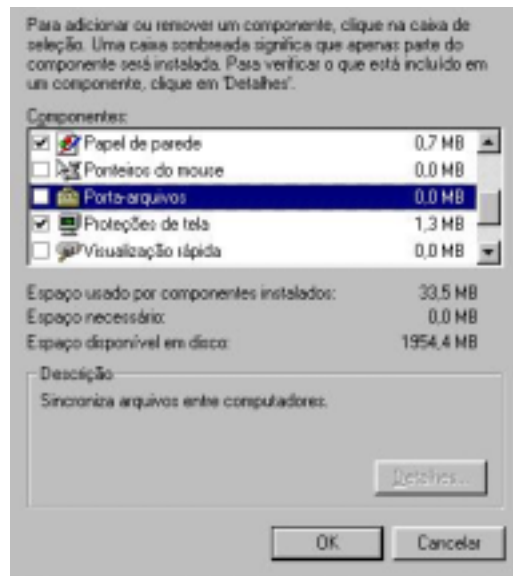 Para adicionar ou remover um componente, clique na caixa de
seleção. Uma caixa sombreada significa que apenas parte do
componente será instalada. Para verificar o que está incluído em
um componente, clique em 'Detalhes'.
Componentes:
Papel de parede 0,7 MB
Ponteiros do mouse 0,0 MB
Porta-arquivos 0,0 MB
Proteções de tela 1,3 MB
Visualização rápida 0,0 MB
Espaço usado por componentes instalados: 33,5 MB
Espaço necessário: 0,0 MB
Espaço disponível em disco: 1954,4 MB
Descrição
Sincroniza arquivos entre computadores.
Detalhes...
OK
Cancelar